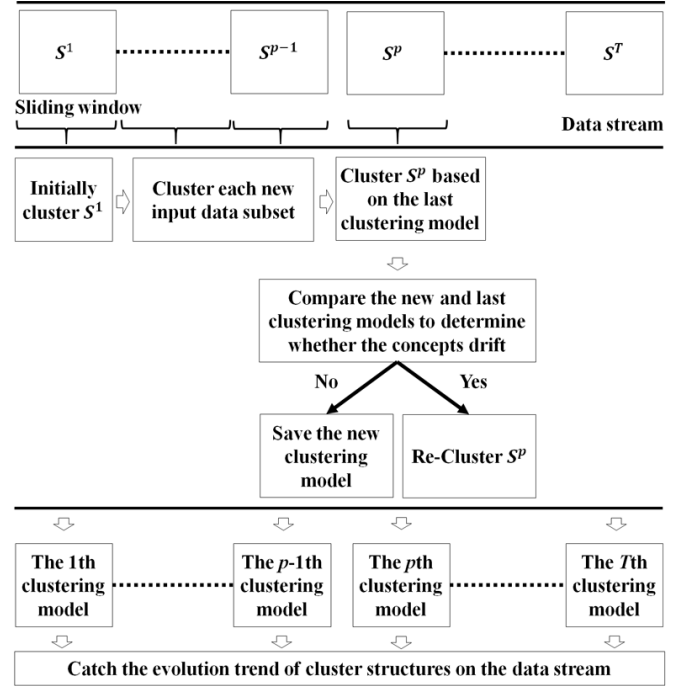 S¹
S^{p-1}
S^p
S^T
Sliding window
Data stream
Initially
cluster S¹
Cluster each new
input data subset
Cluster S^p based
on the last
clustering model
Compare the new and last
clustering models to determine
whether the concepts drift
No
Yes
Save the new
clustering
model
Re-Cluster S^p
The 1th
clustering
model
The p-1th
clustering
model
The pth
clustering
model
The Tth
clustering
model
Catch the evolution trend of cluster structures on the data stream